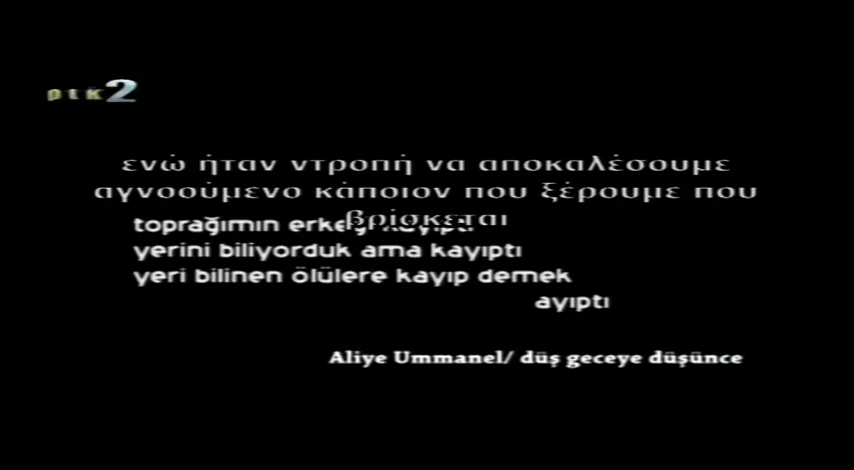 ρικ2
ενώ ήταν ντροπή να αποκαλέσουμε
αγνοούμενο κάποιον που ξέρουμε που
βρίσκεται
toprağımın
yerini biliyorduk ama kayıptı
yeri bilinen ölülere kayıp demek
ayıptı
Aliye Ummanel/ düş geceye düşünce